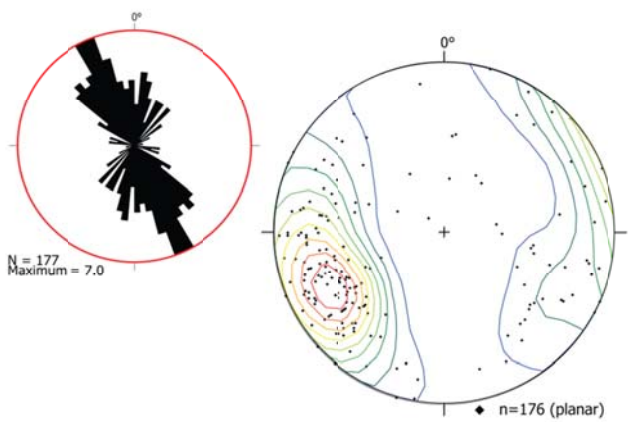 0°
N = 177
Maximum = 7.0
0°
n=176 (planar)